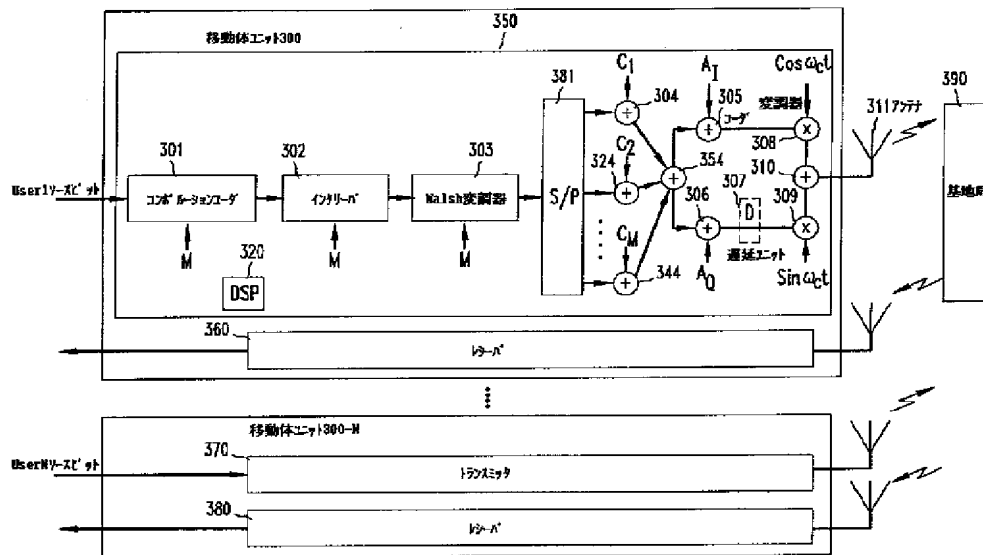 350
移動体ユニット300
C1
AI
Cosωct
390
381
304
305
変調器
コーダ
311アンテナ
301
302
303
C2
308
User1ソースビット
コンボルーションコーダ
インタリーバ
Walsh変調器
S/P
324
354
310
306
307
309
D
遅延ユニット
M
M
M
CM
344
AQ
Sinωct
320
DSP
360
レシーバ
移動体ユニット300-N
370
UserNソースビット
トランスミッタ
380
レシーバ